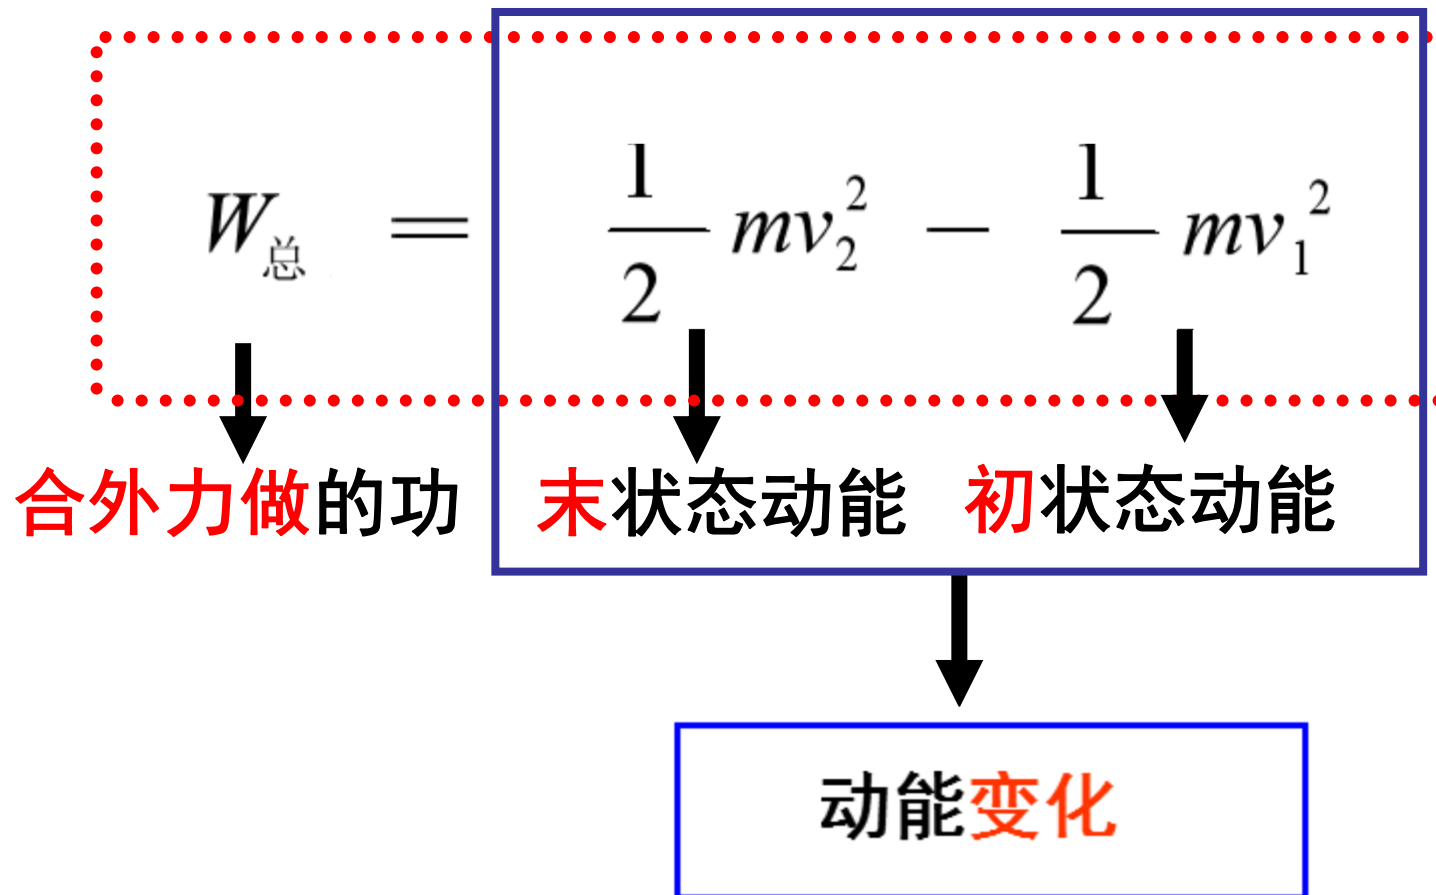 W总 = 1/2 mv₂² − 1/2 mv₁²
合外力做的功 末状态动能 初状态动能
动能变化